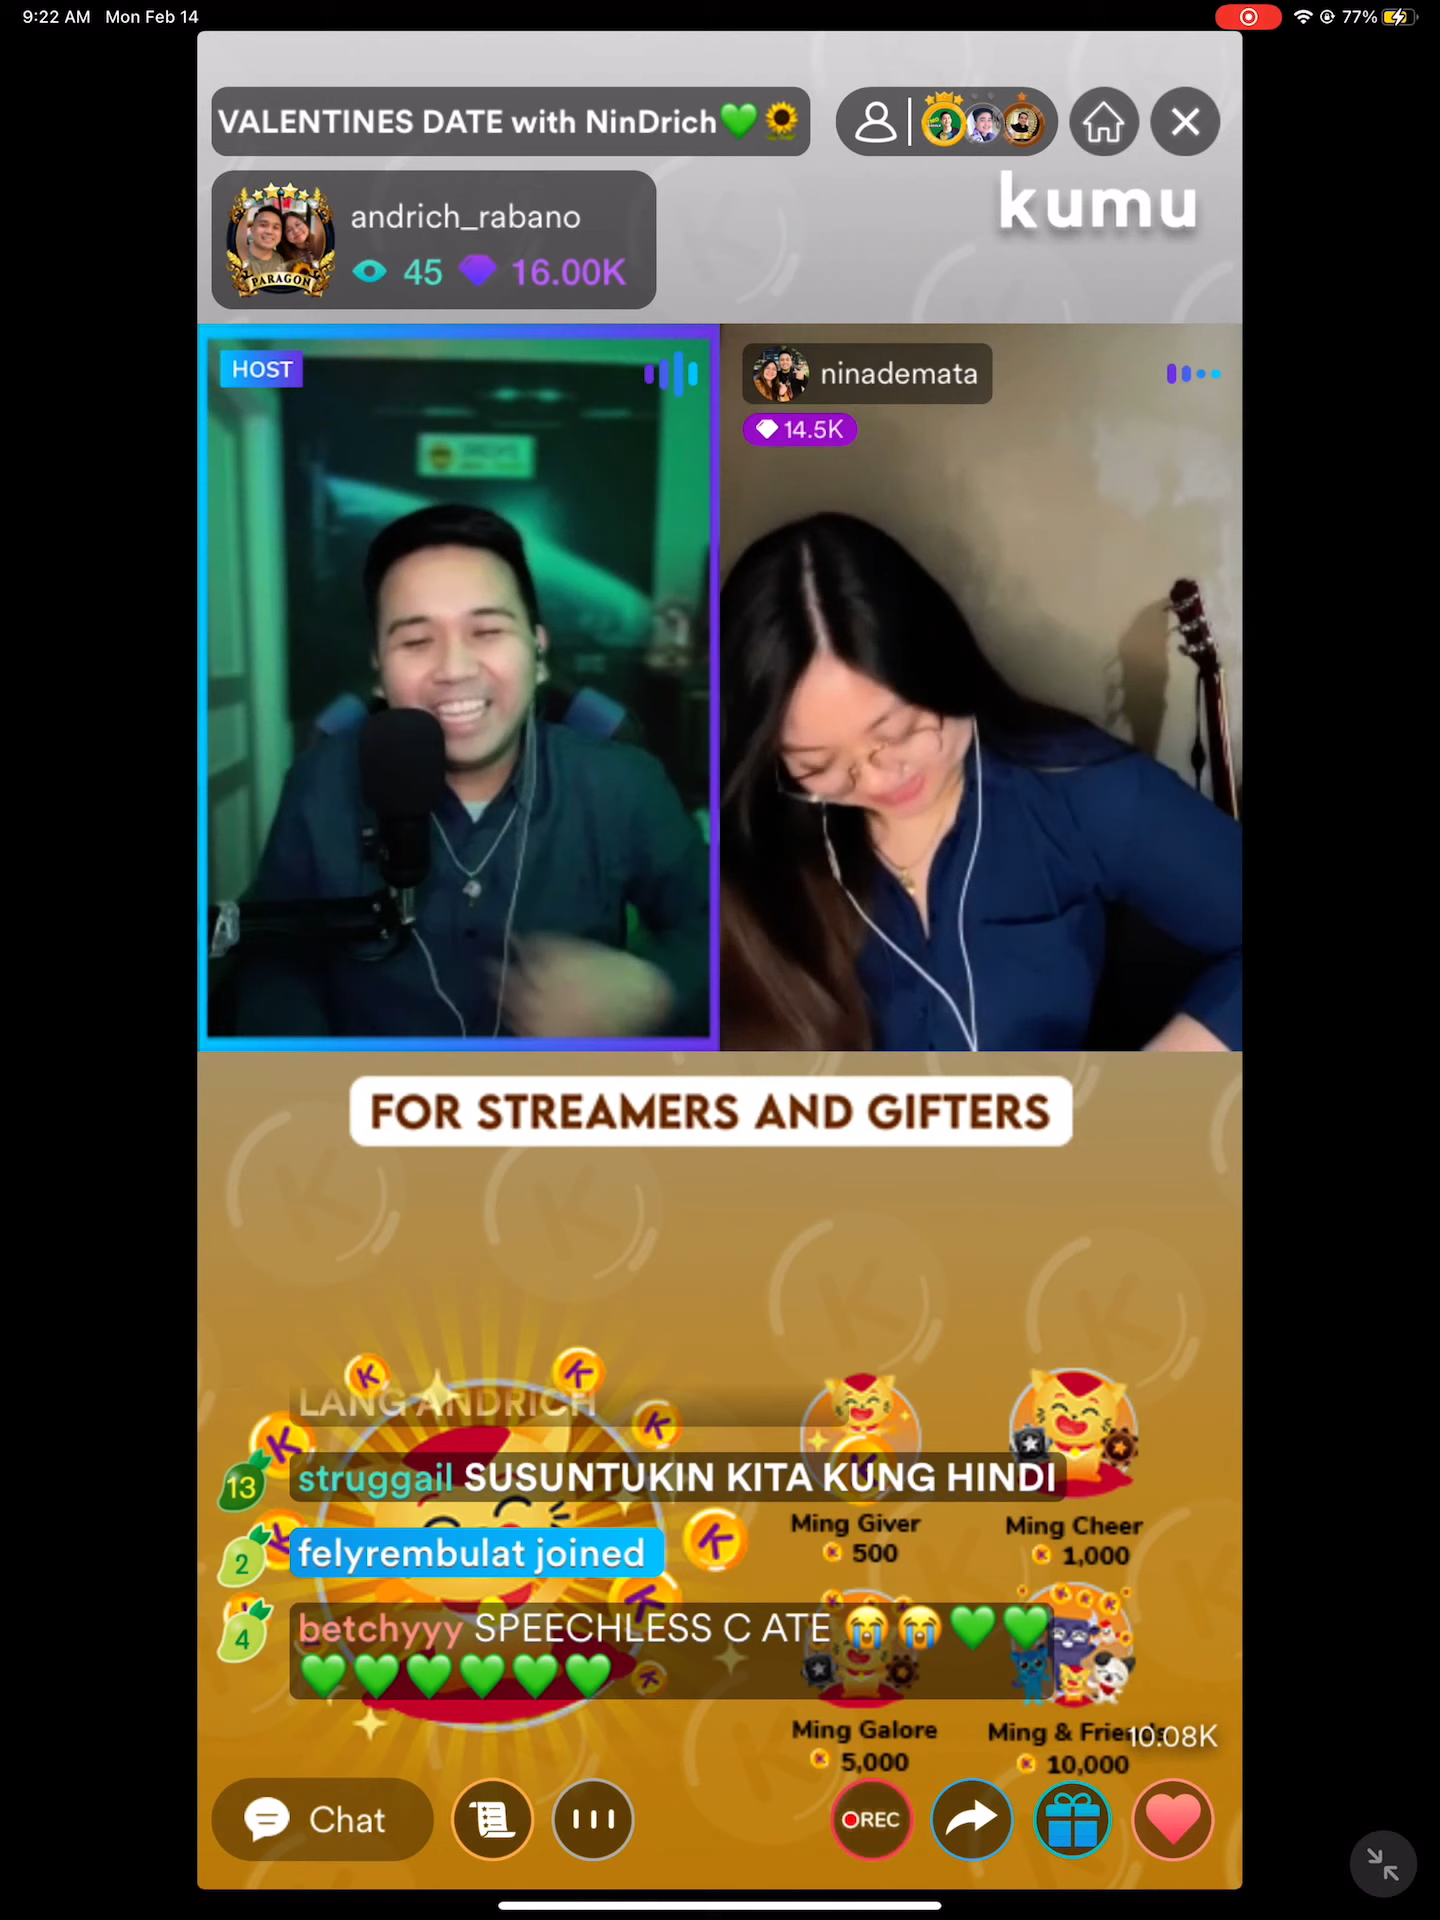 9:22 AM Mon Feb 14
77%
VALENTINES DATE with NinDrich💚🌻
andrich_rabano
45 16.00K
PARAGON
kumu
HOST
ninademata
14.5K
FOR STREAMERS AND GIFTERS
LANG ANDRICH
13 struggail SUSUNTUKIN KITA KUNG HINDI
2 felyrembulat joined
4 betchyyy SPEECHLESS C ATE 😭😭💚💚
💚💚💚💚💚💚
Ming Giver
500
Ming Cheer
1,000
Ming Galore
5,000
Ming & Friends
10,000
10.08K
Chat
REC